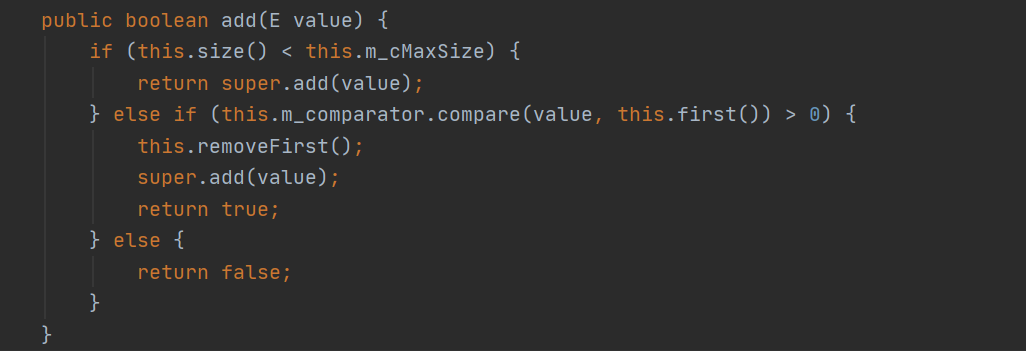 public boolean add(E value) {
    if (this.size() < this.m_cMaxSize) {
        return super.add(value);
    } else if (this.m_comparator.compare(value, this.first()) > 0) {
        this.removeFirst();
        super.add(value);
        return true;
    } else {
        return false;
    }
}